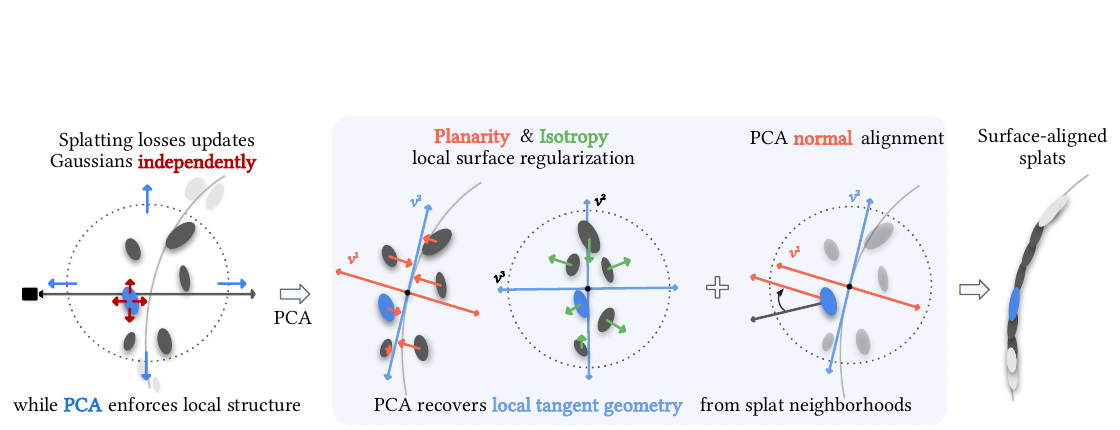 Splatting losses updates
Gaussians independently
while PCA enforces local structure
PCA
Planarity & Isotropy
local surface regularization
v²
v¹
v²
v³
PCA normal alignment
v²
v¹
PCA recovers local tangent geometry from splat neighborhoods
Surface-aligned
splats